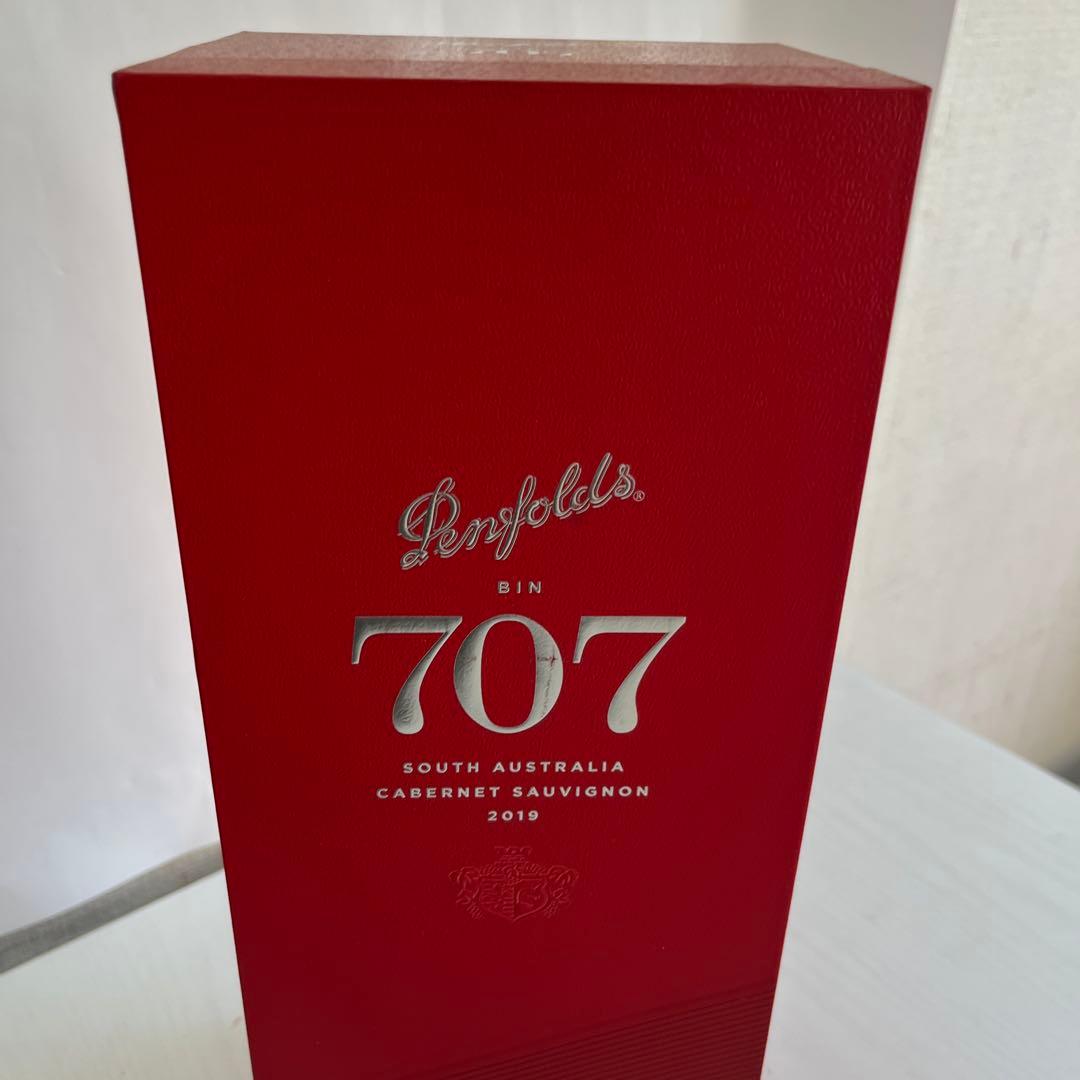 Penfolds®
BIN
707
SOUTH AUSTRALIA
CABERNET SAUVIGNON
2019